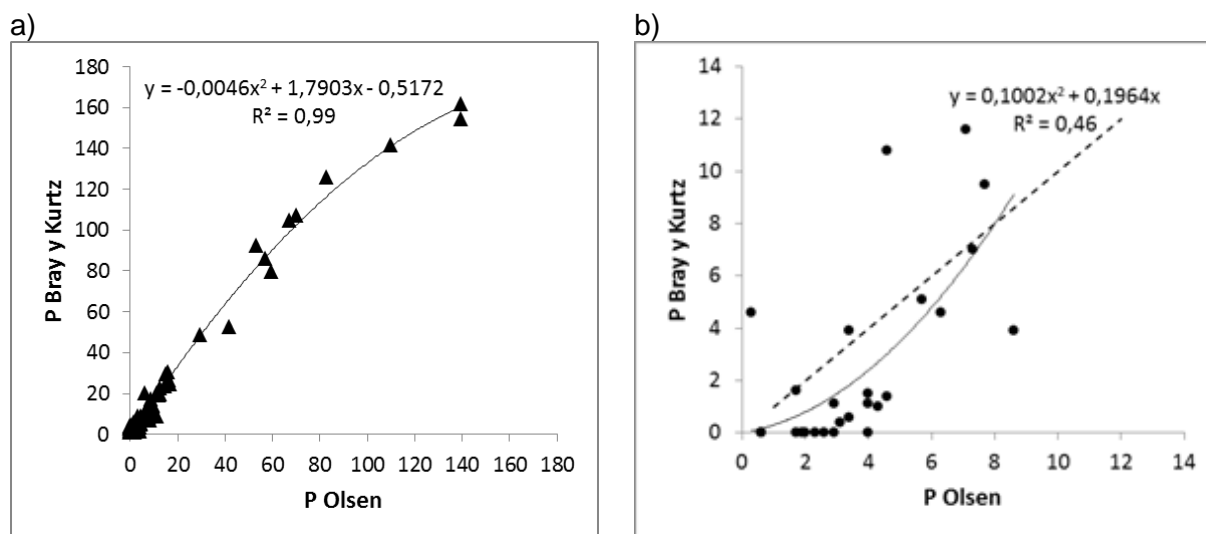 a)
y = -0,0046x² + 1,7903x - 0,5172
R² = 0,99
P Bray y Kurtz
180
160
140
120
100
80
60
40
20
0
0 20 40 60 80 100 120 140 160 180
P Olsen
b)
y = 0,1002x² + 0,1964x
R² = 0,46
P Bray y Kurtz
14
12
10
8
6
4
2
0
0 2 4 6 8 10 12 14
P Olsen